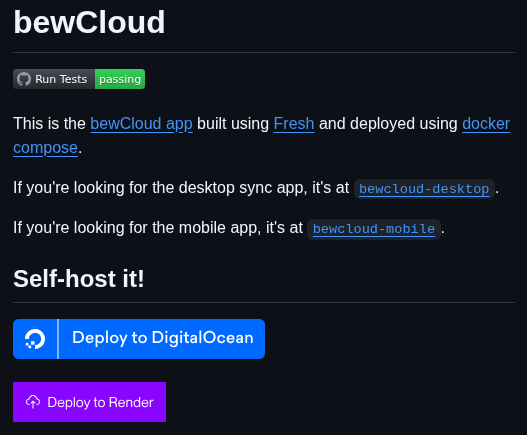 bewCloud
Run Tests passing
This is the bewCloud app built using Fresh and deployed using docker
compose.
If you're looking for the desktop sync app, it's at bewcloud-desktop.
If you're looking for the mobile app, it's at bewcloud-mobile.
Self-host it!
Deploy to DigitalOcean
Deploy to Render